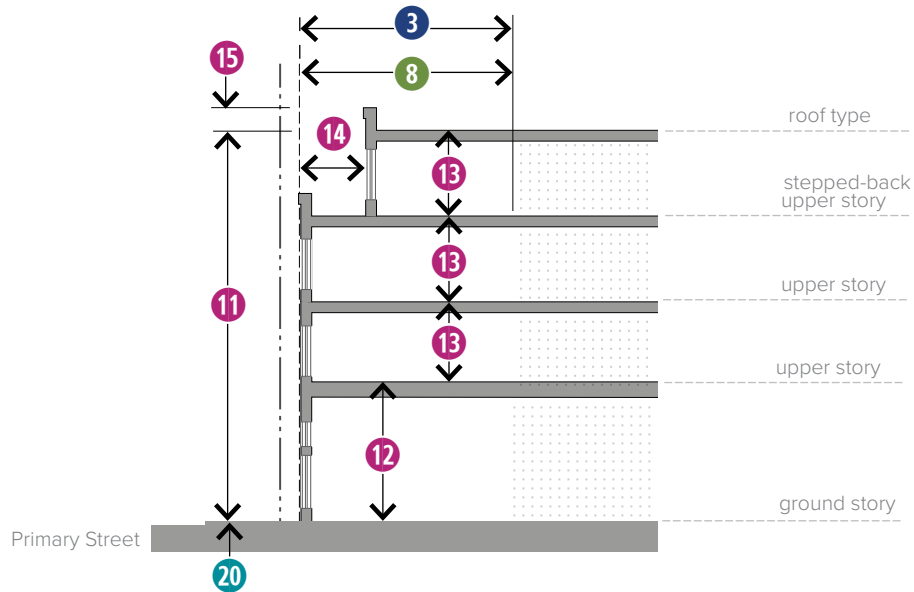 3
15
8
roof type
14
13
stepped-back
upper story
13
upper story
11
13
upper story
12
ground story
Primary Street
20